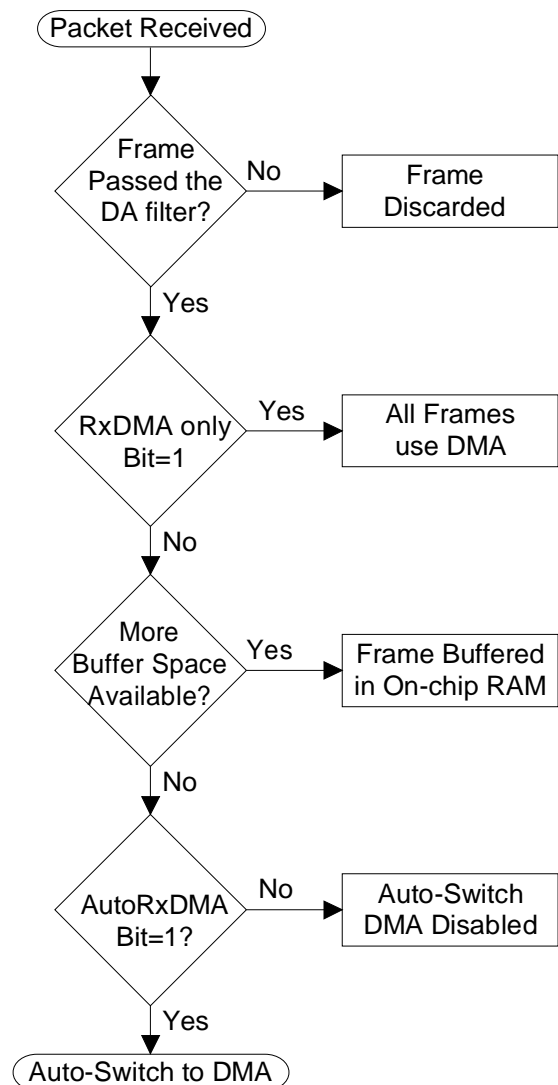 Packet Received
Frame
Passed the
DA filter?
No
Frame
Discarded
Yes
RxDMA only
Bit=1
Yes
All Frames
use DMA
No
More
Buffer Space
Available?
Yes
Frame Buffered
in On-chip RAM
No
AutoRxDMA
Bit=1?
No
Auto-Switch
DMA Disabled
Yes
Auto-Switch to DMA